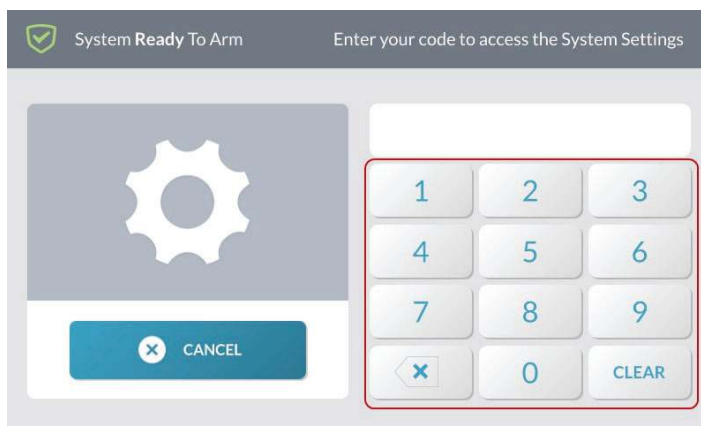 System Ready To Arm
Enter your code to access the System Settings
1 2 3
4 5 6
7 8 9
0 CLEAR
CANCEL